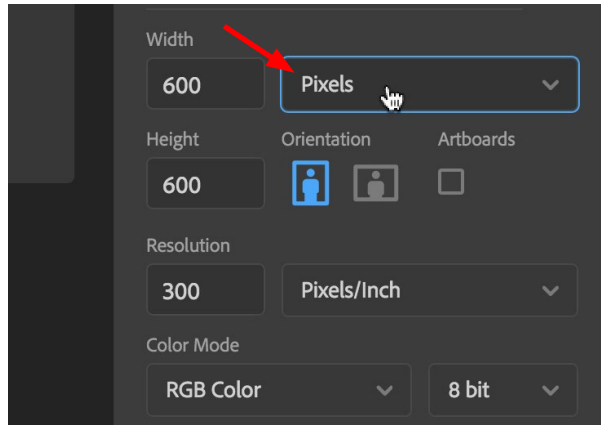 Width
600 Pixels
Height Orientation Artboards
600
Resolution
300 Pixels/Inch
Color Mode
RGB Color 8 bit